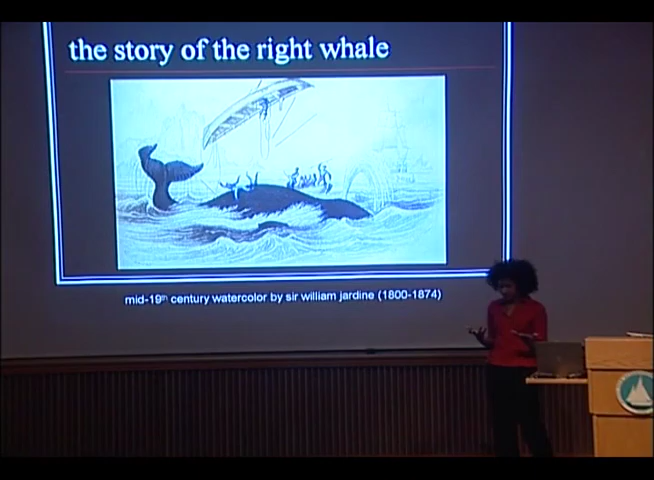 the story of the right whale
mid-19th century watercolor by sir william jardine (1800-1874)